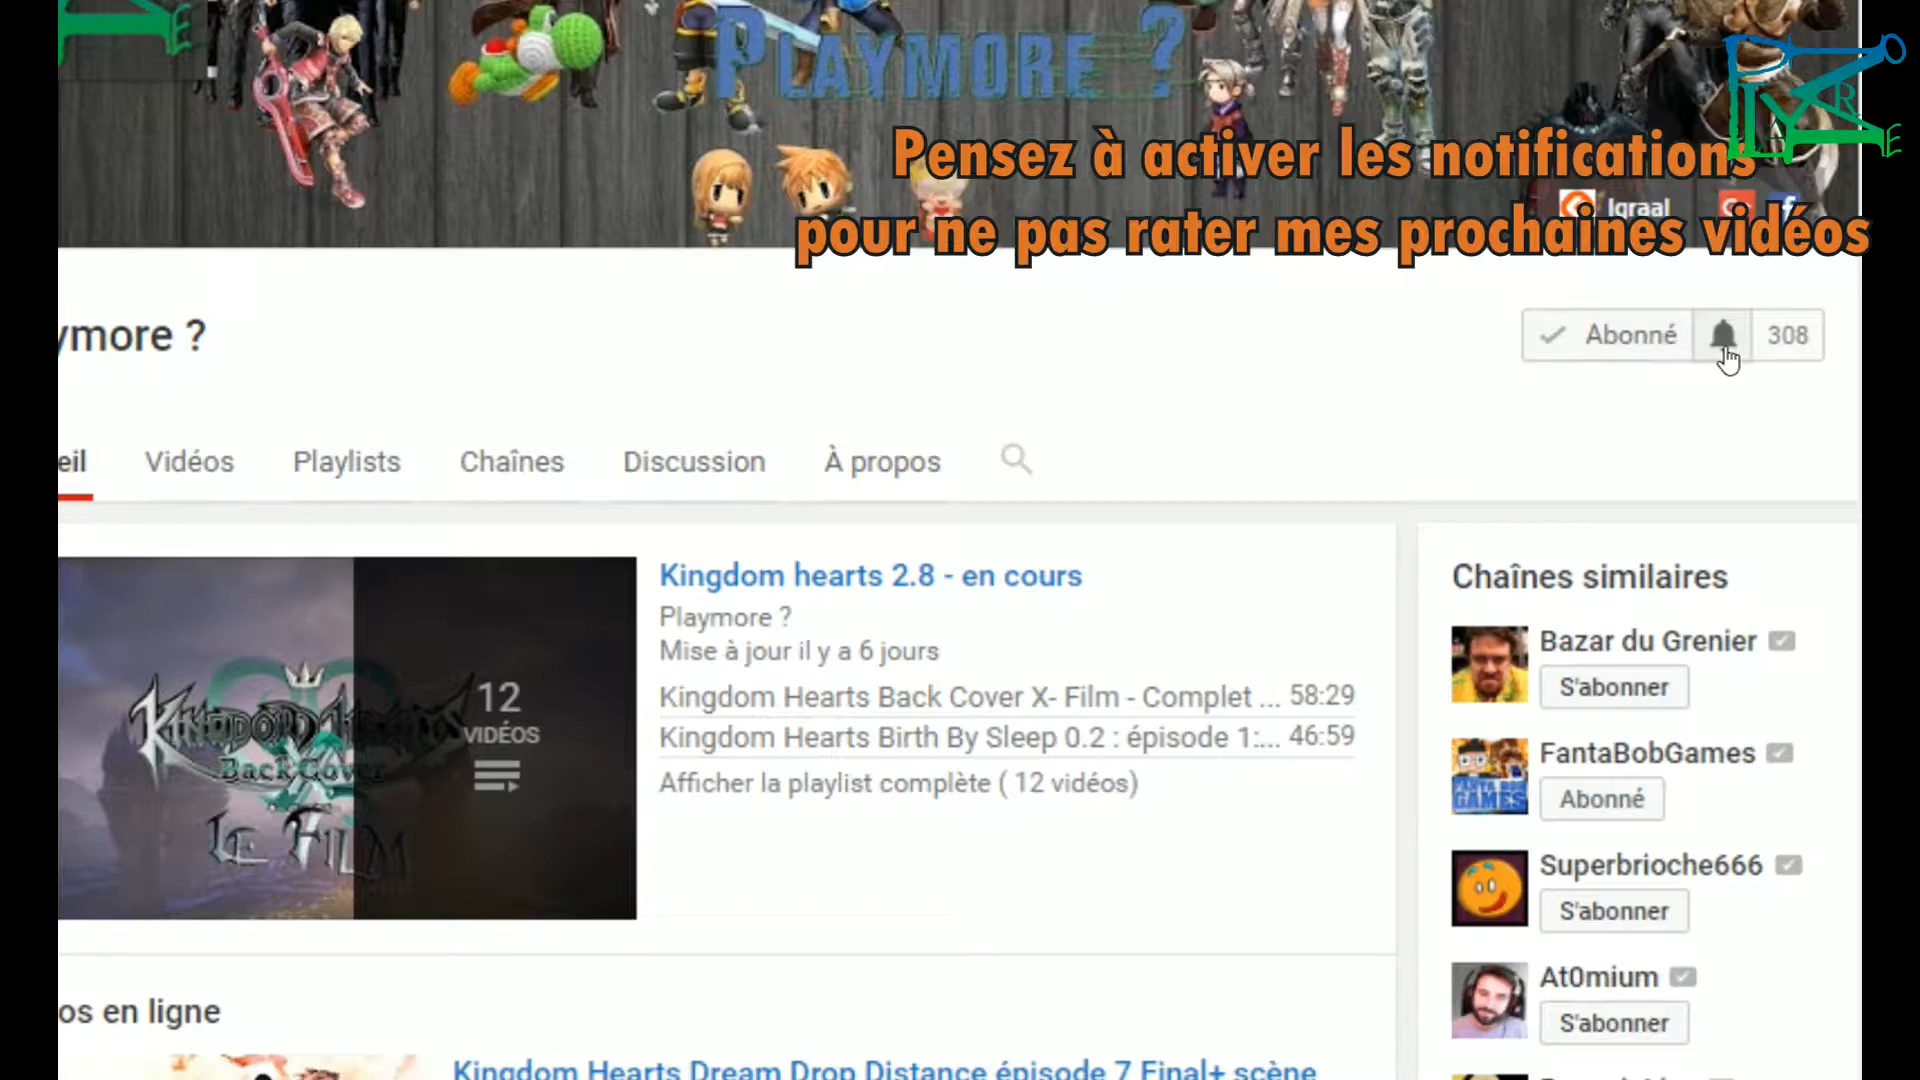 PLAYMORE ?
Pensez à activer les notifications
Igraal
pour ne pas rater mes prochaines vidéos
ymore ?
Abonné
308
eil
Vidéos
Playlists
Chaînes
Discussion
À propos
Kingdom hearts 2.8 - en cours
Playmore ?
Mise à jour il y a 6 jours
Kingdom Hearts Back Cover X- Film - Complet ... 58:29
Kingdom Hearts Birth By Sleep 0.2 : épisode 1:... 46:59
Afficher la playlist complète ( 12 vidéos)
12
VIDÉOS
KINGDOM HEARTS
Back Cover
LE FILM
Chaînes similaires
Bazar du Grenier
S'abonner
FantaBobGames
Abonné
Superbrioche666
S'abonner
At0mium
S'abonner
os en ligne
Kingdom Hearts Dream Drop Distance épisode 7 Final+ scène